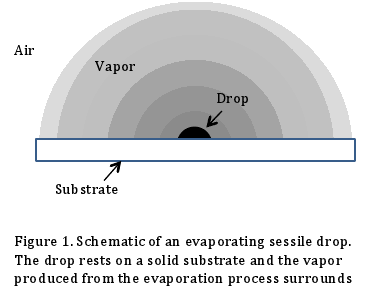 Air
Vapor
Drop
Substrate
Figure 1. Schematic of an evaporating sessile drop.
The drop rests on a solid substrate and the vapor
produced from the evaporation process surrounds